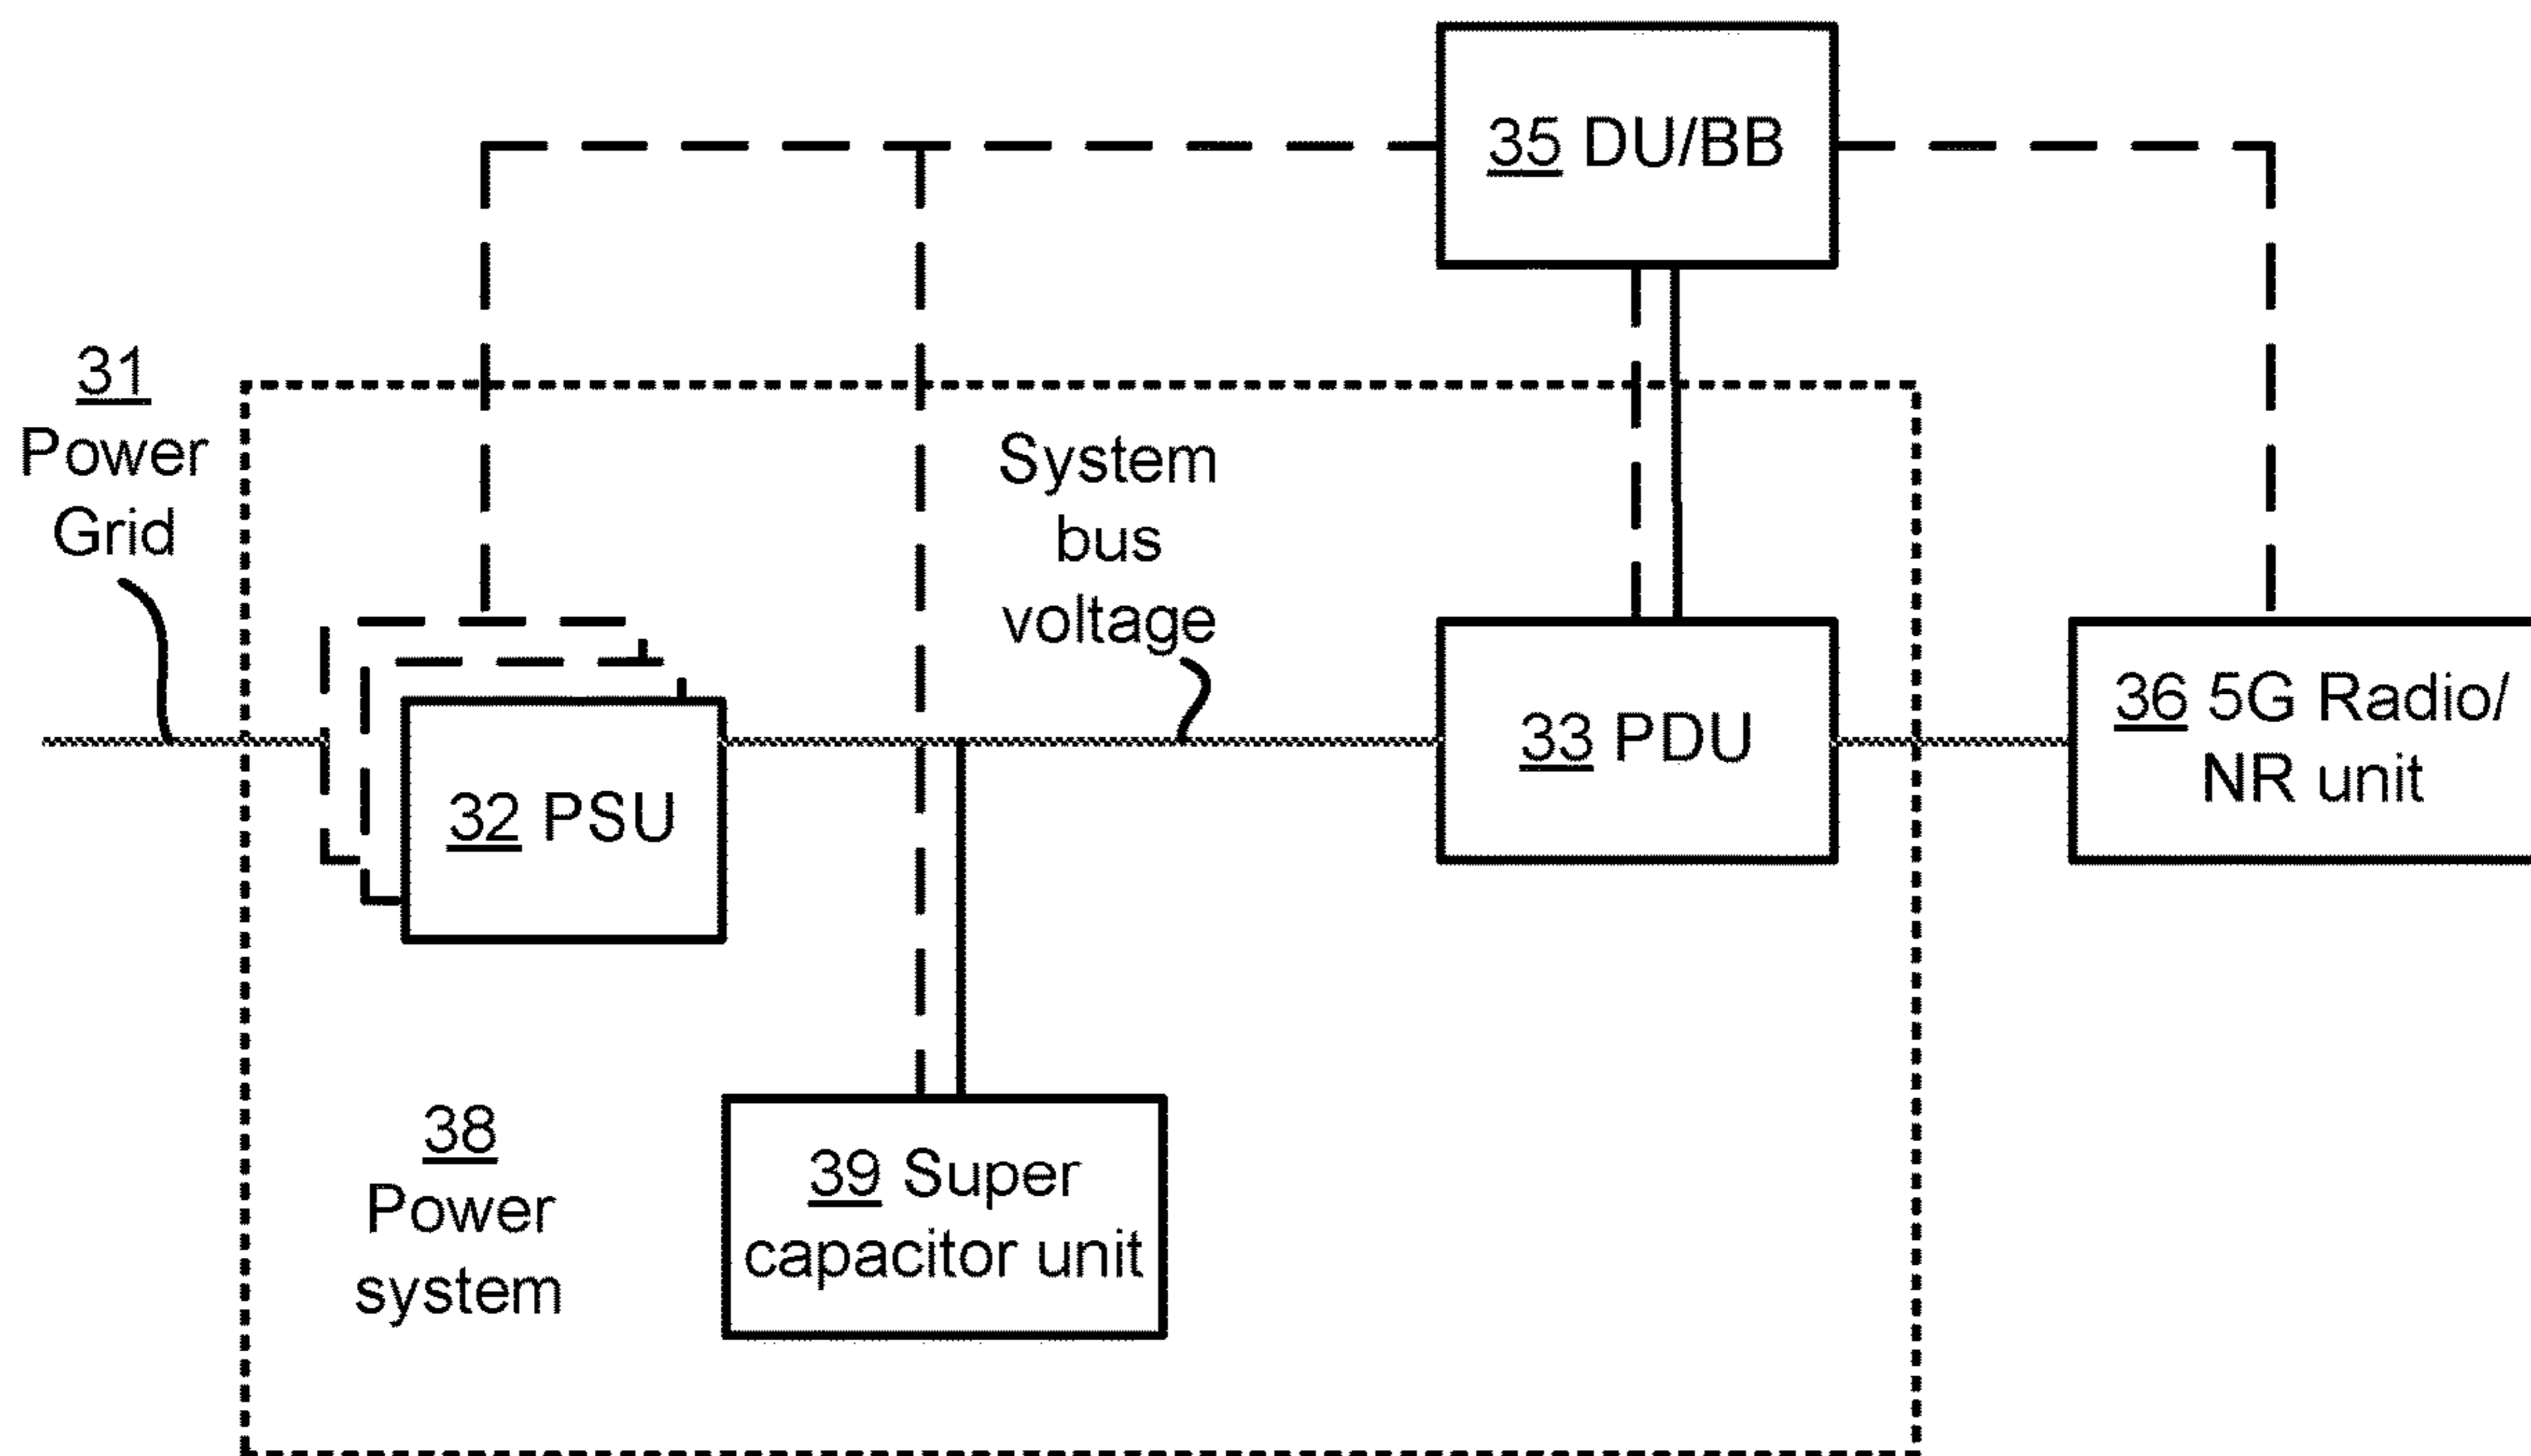 35 DU/BB
31
Power
Grid
System
bus
voltage
32 PSU
33 PDU
36 5G Radio/
NR unit
38
Power
system
39 Super
capacitor unit